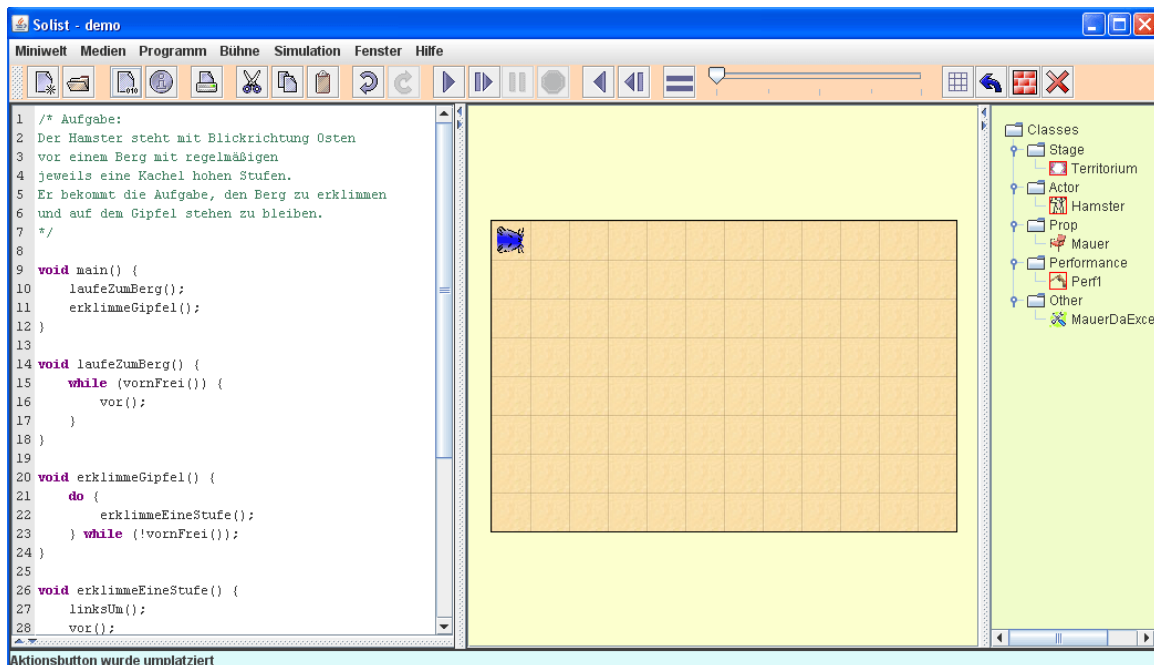 Solist - demo
Miniwelt Medien Programm Bühne Simulation Fenster Hilfe
010
1 /* Aufgabe:
2 Der Hamster steht mit Blickrichtung Osten
3 vor einem Berg mit regelmäßigen
4 jeweils eine Kachel hohen Stufen.
5 Er bekommt die Aufgabe, den Berg zu erklimmen
6 und auf dem Gipfel stehen zu bleiben.
7 */
8
9 void main() {
10 laufeZumBerg();
11 erklimmeGipfel();
12 }
13
14 void laufeZumBerg() {
15 while (vornFrei()) {
16 vor();
17 }
18 }
19
20 void erklimmeGipfel() {
21 do {
22 erklimmeEineStufe();
23 } while (!vornFrei());
24 }
25
26 void erklimmeEineStufe() {
27 linksUm();
28 vor();
Classes
Stage
Territorium
Actor
Hamster
Prop
Mauer
Performance
Perf1
Other
MauerDaExce
Aktionsbutton wurde umplatziert